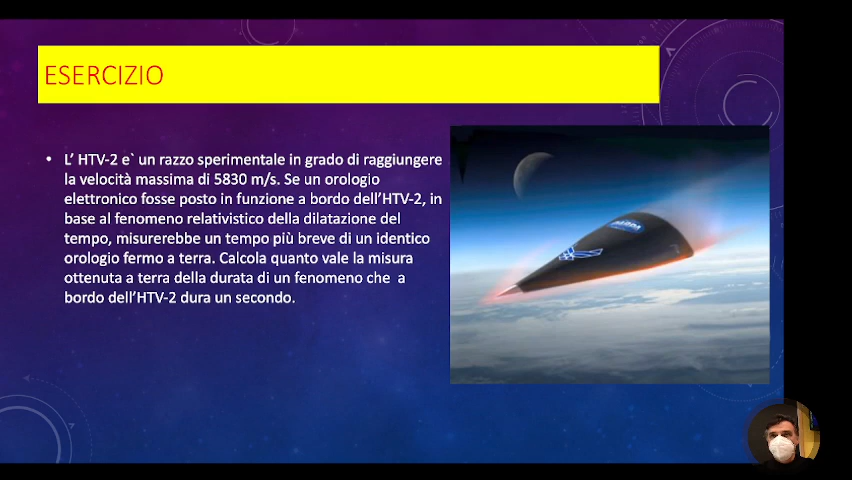 ESERCIZIO
• L' HTV-2 e` un razzo sperimentale in grado di raggiungere
la velocità massima di 5830 m/s. Se un orologio
elettronico fosse posto in funzione a bordo dell'HTV-2, in
base al fenomeno relativistico della dilatazione del
tempo, misurerebbe un tempo più breve di un identico
orologio fermo a terra. Calcola quanto vale la misura
ottenuta a terra della durata di un fenomeno che a
bordo dell'HTV-2 dura un secondo.